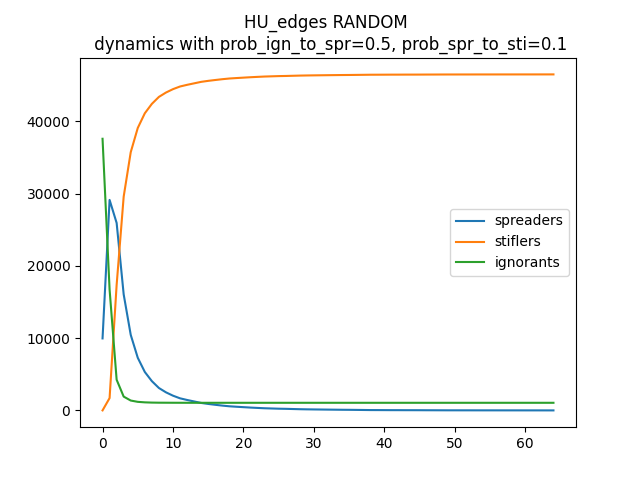 HU_edges RANDOM
dynamics with prob_ign_to_spr=0.5, prob_spr_to_sti=0.1
40000
30000
20000
10000
0
spreaders
stiflers
ignorants
0 10 20 30 40 50 60